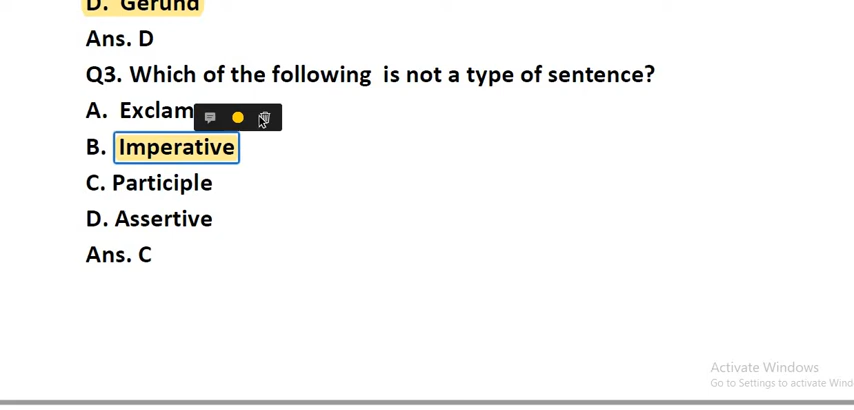 D. Gerund
Ans. D
Q3. Which of the following is not a type of sentence?
A. Exclam
B. Imperative
C. Participle
D. Assertive
Ans. C
Activate Windows
Go to Settings to activate Wind